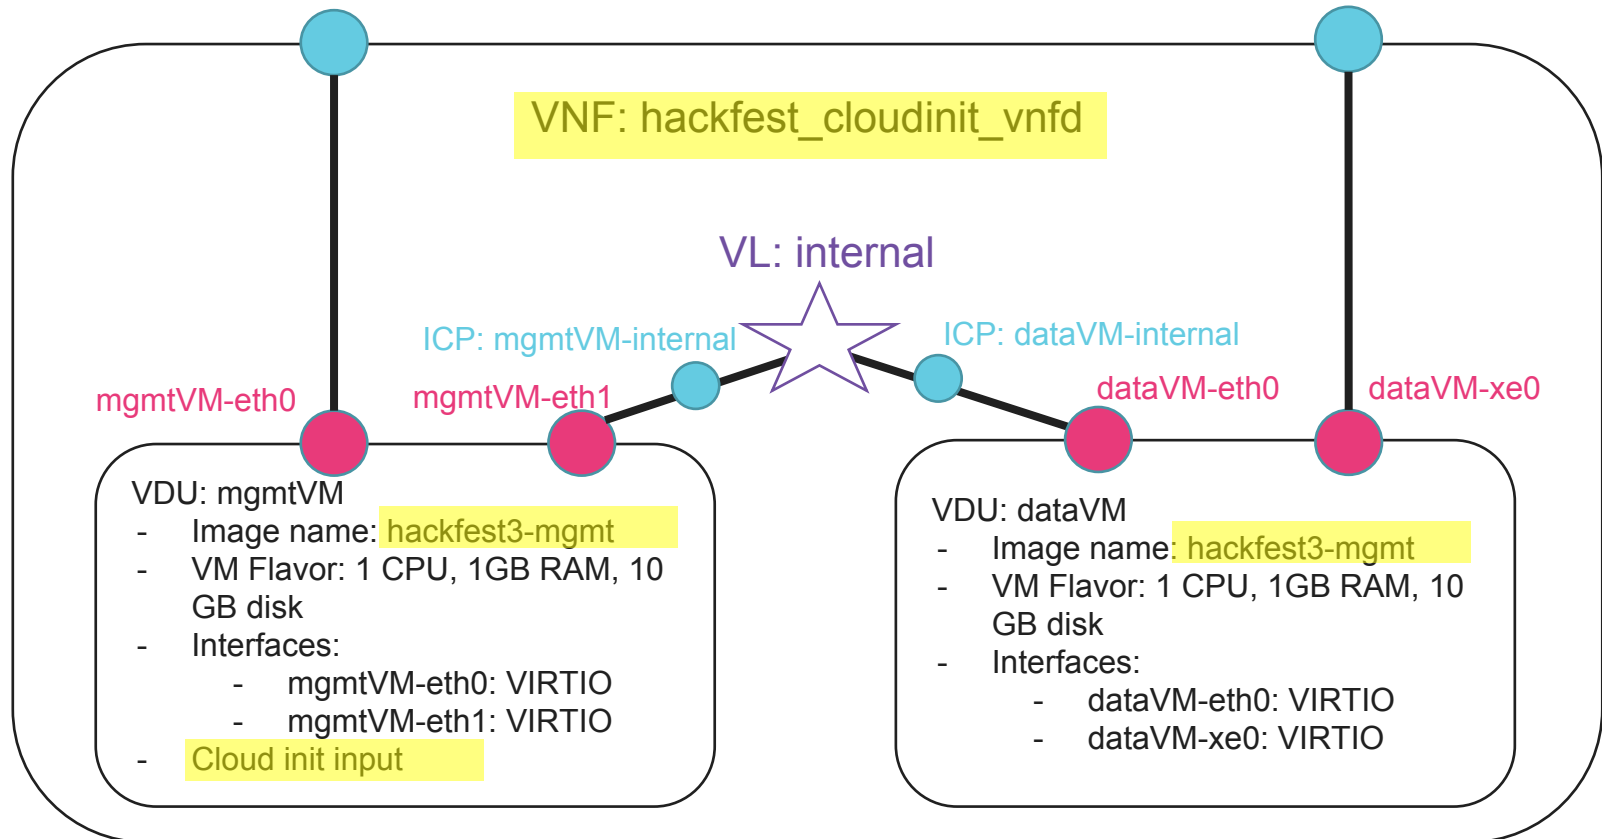 VNF: hackfest_cloudinit_vnfd
VL: internal
ICP: mgmtVM-internal
ICP: dataVM-internal
mgmtVM-eth0
mgmtVM-eth1
dataVM-eth0
dataVM-xe0
VDU: mgmtVM
- Image name: hackfest3-mgmt
- VM Flavor: 1 CPU, 1GB RAM, 10
GB disk
- Interfaces:
- mgmtVM-eth0: VIRTIO
- mgmtVM-eth1: VIRTIO
- Cloud init input
VDU: dataVM
- Image name: hackfest3-mgmt
- VM Flavor: 1 CPU, 1GB RAM, 10
GB disk
- Interfaces:
- dataVM-eth0: VIRTIO
- dataVM-xe0: VIRTIO